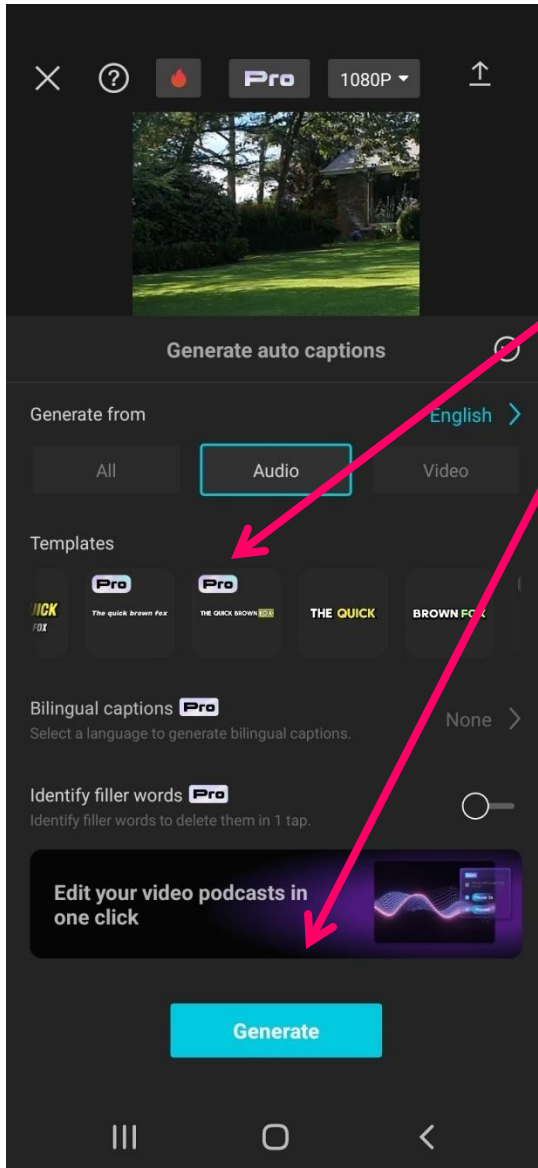 Pro 1080P
Generate auto captions
Generate from English
All Audio Video
Templates
Pro Pro
FOX
The quick brown fox
THE QUICK BROWN FOX
THE QUICK
BROWN FOX
Bilingual captions Pro
Select a language to generate bilingual captions.
None
Identify filler words Pro
Identify filler words to delete them in 1 tap.
Edit your video podcasts in
one click
Generate